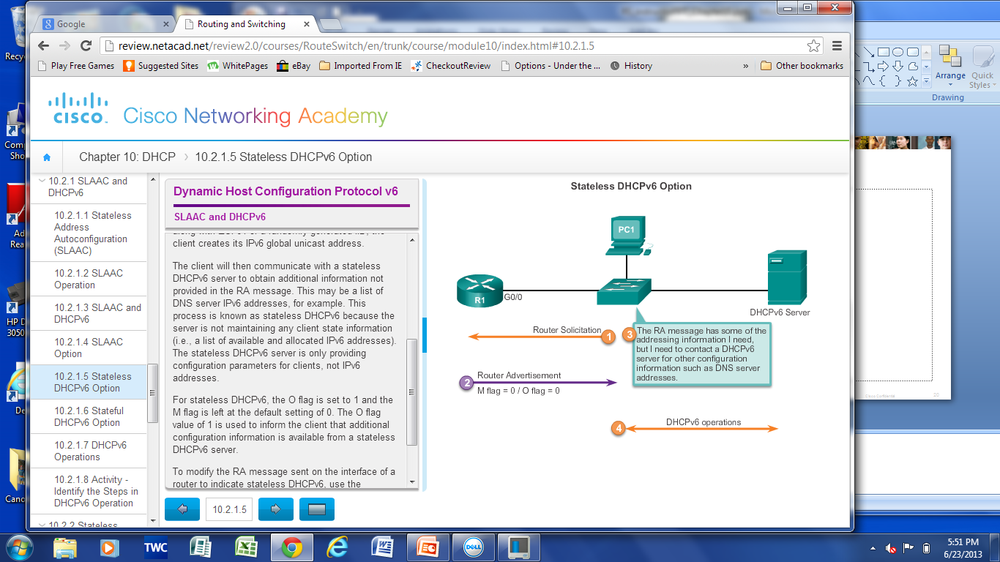 Google
Routing and Switching
review.netacad.net/review2.0/courses/RouteSwitch/en/trunk/course/module10/index.html#10.2.1.5
Play Free Games
Suggested Sites
WhitePages
eBay
Imported From IE
CheckoutReview
Options - Under the ...
History
»
Other bookmarks
CISCO
Cisco Networking Academy
Chapter 10: DHCP
10.2.1.5 Stateless DHCPv6 Option
10.2.1 SLAAC and
DHCPv6
10.2.1.1 Stateless
Address
Autoconfiguration
(SLAAC)
10.2.1.2 SLAAC
Operation
10.2.1.3 SLAAC and
DHCPv6
10.2.1.4 SLAAC
Option
10.2.1.5 Stateless
DHCPv6 Option
10.2.1.6 Stateful
DHCPv6 Option
10.2.1.7 DHCPv6
Operations
10.2.1.8 Activity -
Identify the Steps in
DHCPv6 Operation
10.2.2 Stateless
Dynamic Host Configuration Protocol v6
SLAAC and DHCPv6
client creates its IPv6 global unicast address.
The client will then communicate with a stateless
DHCPv6 server to obtain additional information not
provided in the RA message. This may be a list of
DNS server IPv6 addresses, for example. This
process is known as stateless DHCPv6 because the
server is not maintaining any client state information
(i.e., a list of available and allocated IPv6 addresses).
The stateless DHCPv6 server is only providing
configuration parameters for clients, not IPv6
addresses.
For stateless DHCPv6, the O flag is set to 1 and the
M flag is left at the default setting of 0. The O flag
value of 1 is used to inform the client that additional
configuration information is available from a stateless
DHCPv6 server.
To modify the RA message sent on the interface of a
router to indicate stateless DHCPv6, use the
10.2.1.5
Stateless DHCPv6 Option
PC1
R1
G0/0
DHCPv6 Server
Router Solicitation
1
3
The RA message has some of the
addressing information I need,
but I need to contact a DHCPv6
server for other configuration
information such as DNS server
addresses.
2
Router Advertisement
M flag = 0 / O flag = 0
4
DHCPv6 operations
Arrange
Quick
Styles
Drawing
Cisco Confidential
20
Recyc
Comp
Sho
Ad
Rea
HP D
3050
De
Cano
TWC
DELL
5:51 PM
6/23/2013